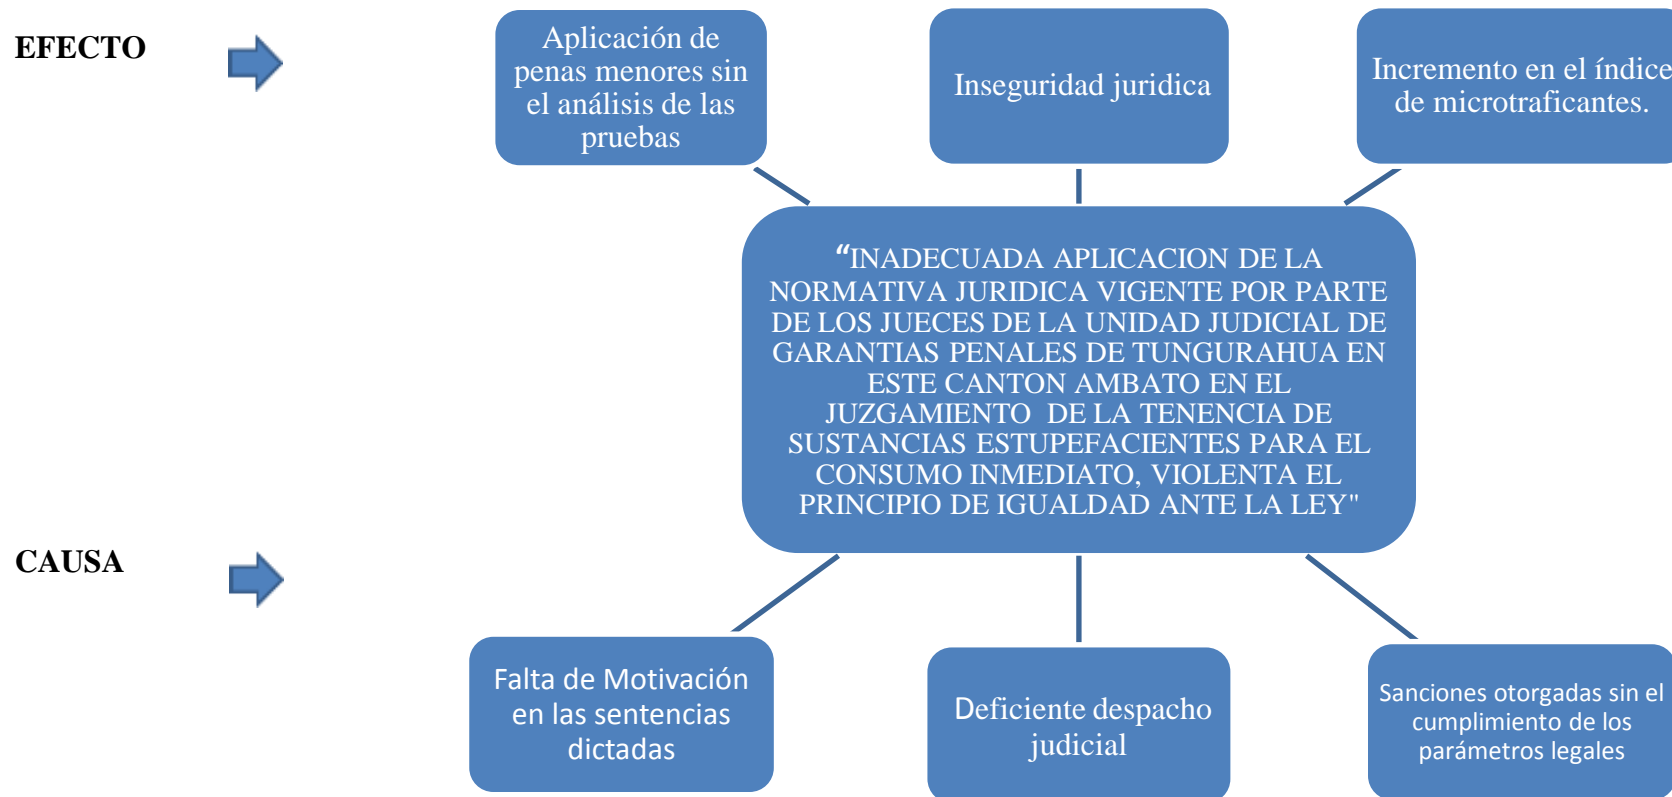 EFECTO
Aplicación de
penas menores sin
el análisis de las
pruebas
Inseguridad juridica
Incremento en el índice
de microtraficantes.
“INADECUADA APLICACION DE LA
NORMATIVA JURIDICA VIGENTE POR PARTE
DE LOS JUECES DE LA UNIDAD JUDICIAL DE
GARANTIAS PENALES DE TUNGURAHUA EN
ESTE CANTON AMBATO EN EL
JUZGAMIENTO DE LA TENENCIA DE
SUSTANCIAS ESTUPEFACIENTES PARA EL
CONSUMO INMEDIATO, VIOLENTA EL
PRINCIPIO DE IGUALDAD ANTE LA LEY"
CAUSA
Falta de Motivación
en las sentencias
dictadas
Deficiente despacho
judicial
Sanciones otorgadas sin el
cumplimiento de los
parámetros legales